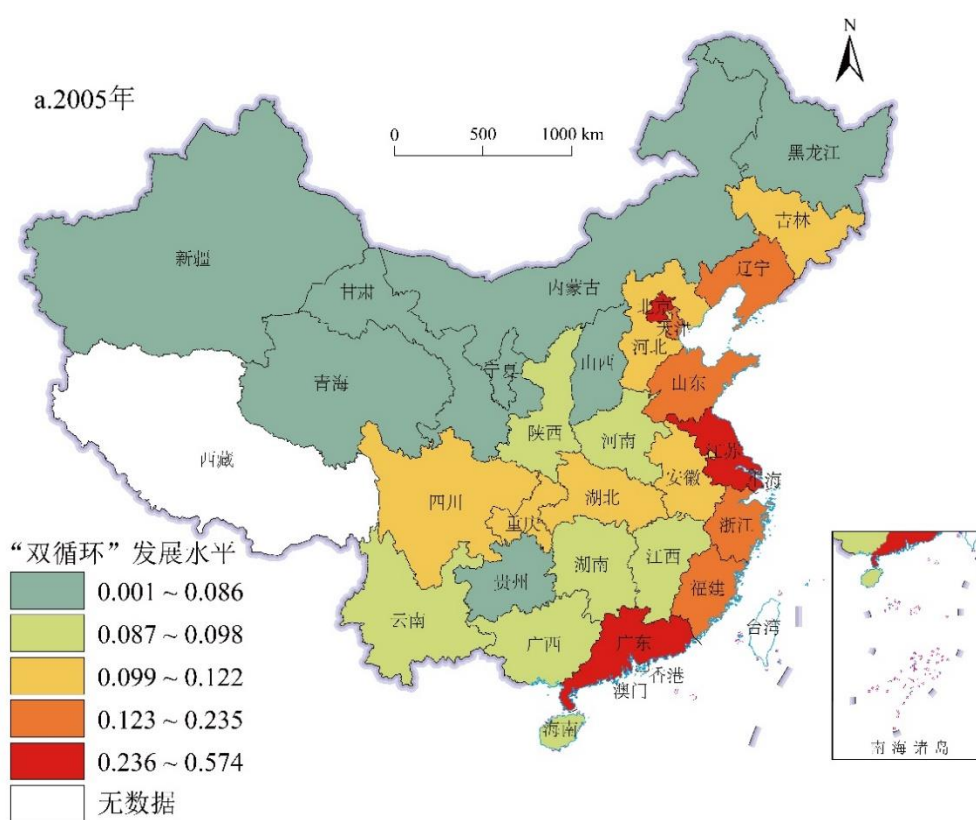 N
a.2005年
0 500 1000 km
黑龙江
吉林
新疆
辽宁
甘肃
内蒙古
北京
天津
河北
宁夏
山西
青海
山东
陕西
河南
江苏
西藏
安徽
上海
四川
湖北
重庆
浙江
“双循环”发展水平
湖南
江西
贵州
福建
0.001 ~ 0.086
云南
台湾
0.087 ~ 0.098
广西
广东
香港
0.099 ~ 0.122
澳门
海南
0.123 ~ 0.235
南海诸岛
0.236 ~ 0.574
无数据